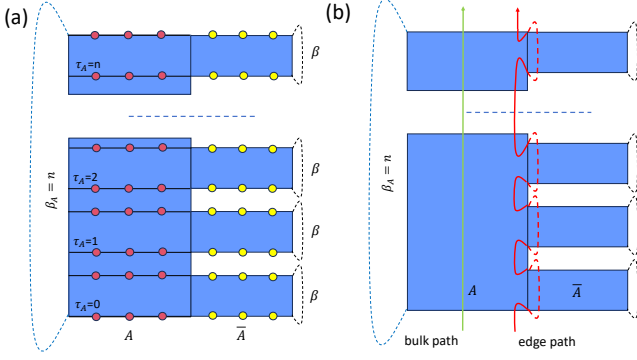 (a)
τ_A=n
β
β_A = n
τ_A=2
β
τ_A=1
β
τ_A=0
β
A
A̅
(b)
β_A = n
A
A̅
bulk path
edge path